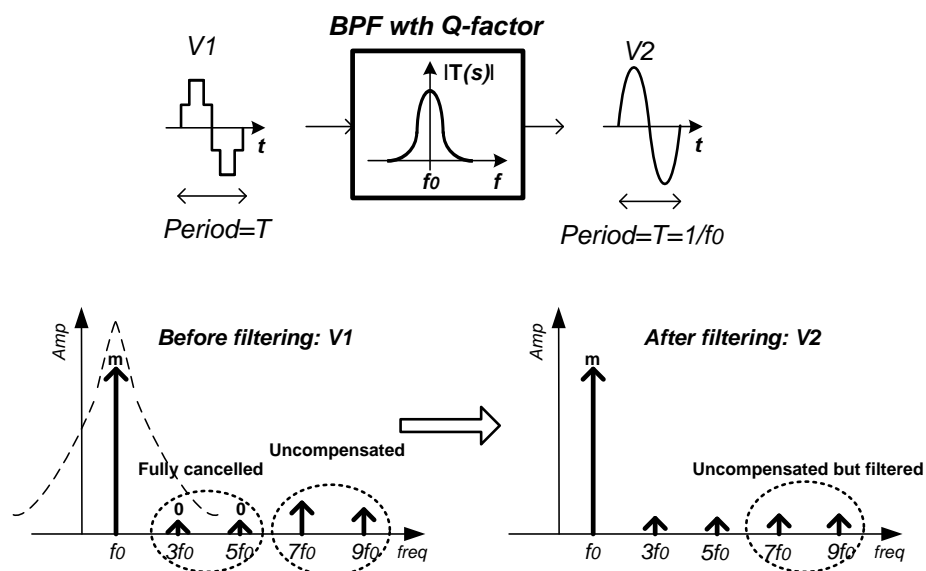 BPF wth Q-factor
V1
|T(s)|
V2
t
f0
f
t
Period=T
Period=T=1/f0
Before filtering: V1
After filtering: V2
Amp
Amp
m
m
Uncompensated
Fully cancelled
Uncompensated but filtered
0
0
f0
3f0
5f0
7f0
9f0
freq
f0
3f0
5f0
7f0
9f0
freq